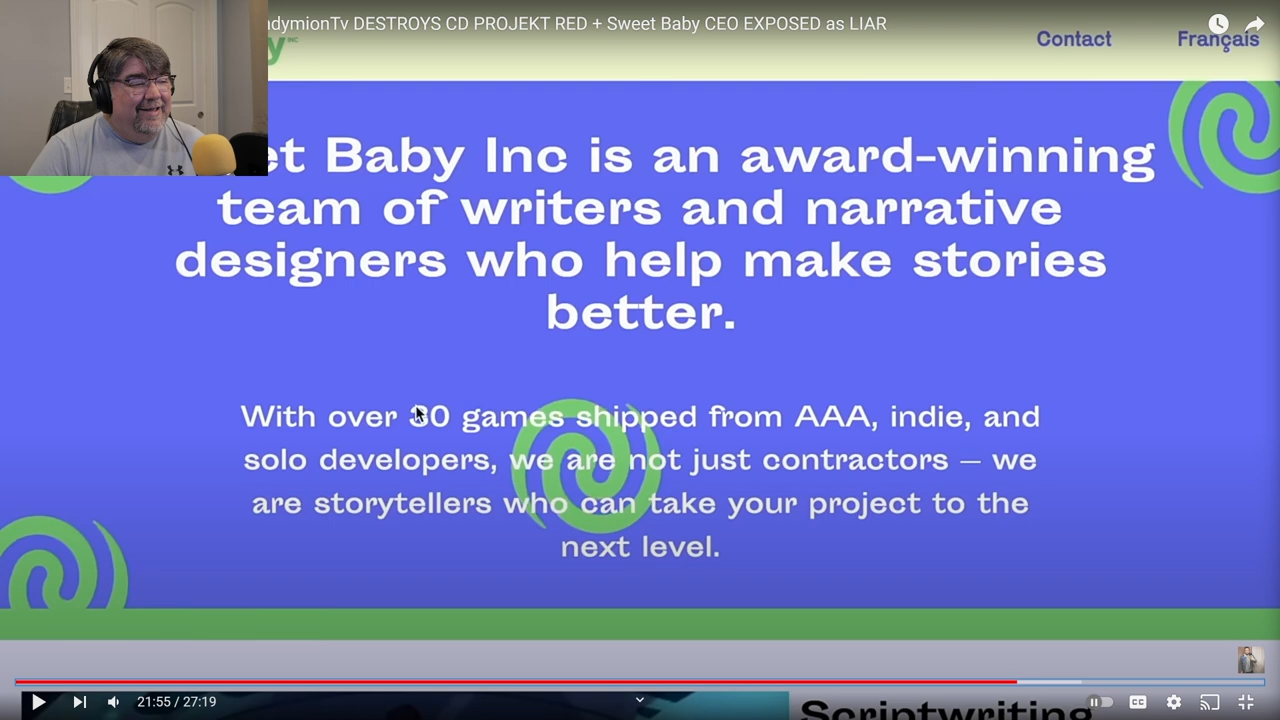 ndymionTv DESTROYS CD PROJEKT RED + Sweet Baby CEO EXPOSED as LIAR
y INC
Contact
Français
et Baby Inc is an award-winning
team of writers and narrative
designers who help make stories
better.
With over 30 games shipped from AAA, indie, and
solo developers, we are not just contractors – we
are storytellers who can take your project to the
next level.
21:55 / 27:19
CC
Scriptwriting